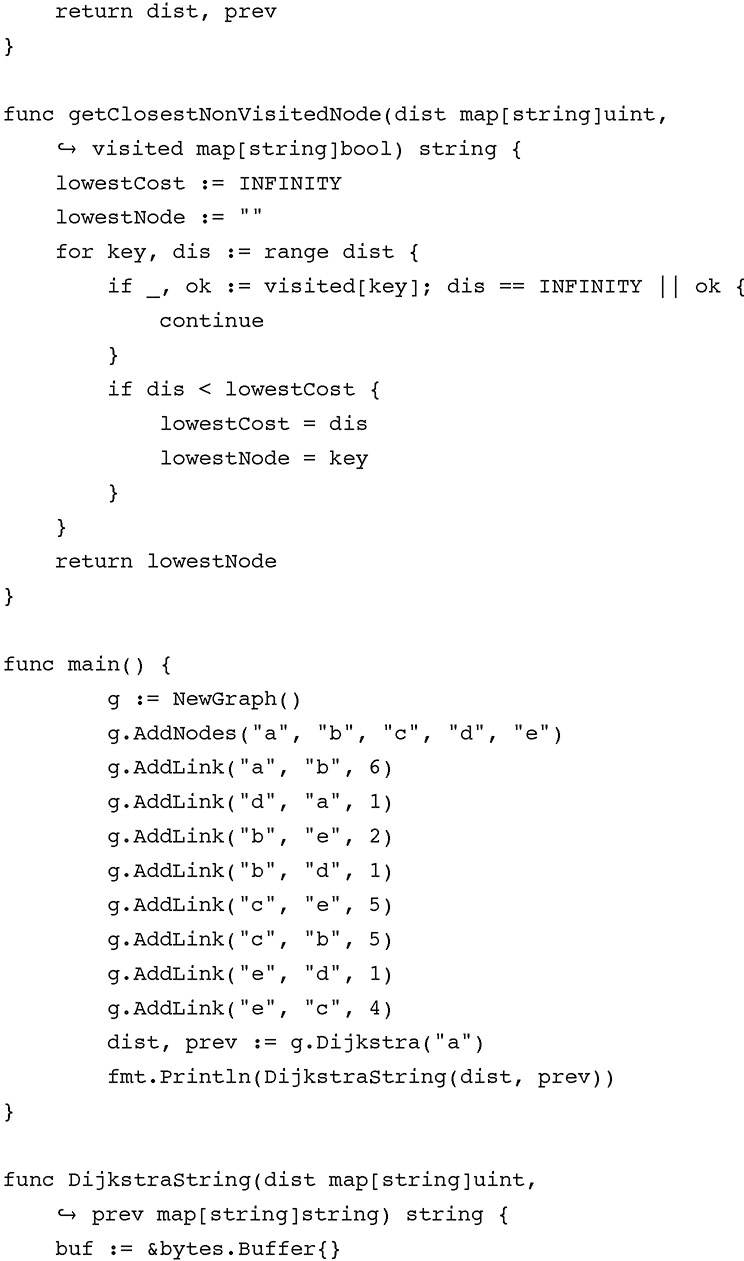 return dist, prev
}

func getClosestNonVisitedNode(dist map[string]uint,
    ↪ visited map[string]bool) string {
    lowestCost := INFINITY
    lowestNode := ""
    for key, dis := range dist {
        if _, ok := visited[key]; dis == INFINITY || ok {
            continue
        }
        if dis < lowestCost {
            lowestCost = dis
            lowestNode = key
        }
    }
    return lowestNode
}

func main() {
        g := NewGraph()
        g.AddNodes("a", "b", "c", "d", "e")
        g.AddLink("a", "b", 6)
        g.AddLink("d", "a", 1)
        g.AddLink("b", "e", 2)
        g.AddLink("b", "d", 1)
        g.AddLink("c", "e", 5)
        g.AddLink("c", "b", 5)
        g.AddLink("e", "d", 1)
        g.AddLink("e", "c", 4)
        dist, prev := g.Dijkstra("a")
        fmt.Println(DijkstraString(dist, prev))
}

func DijkstraString(dist map[string]uint,
    ↪ prev map[string]string) string {
    buf := &bytes.Buffer{}